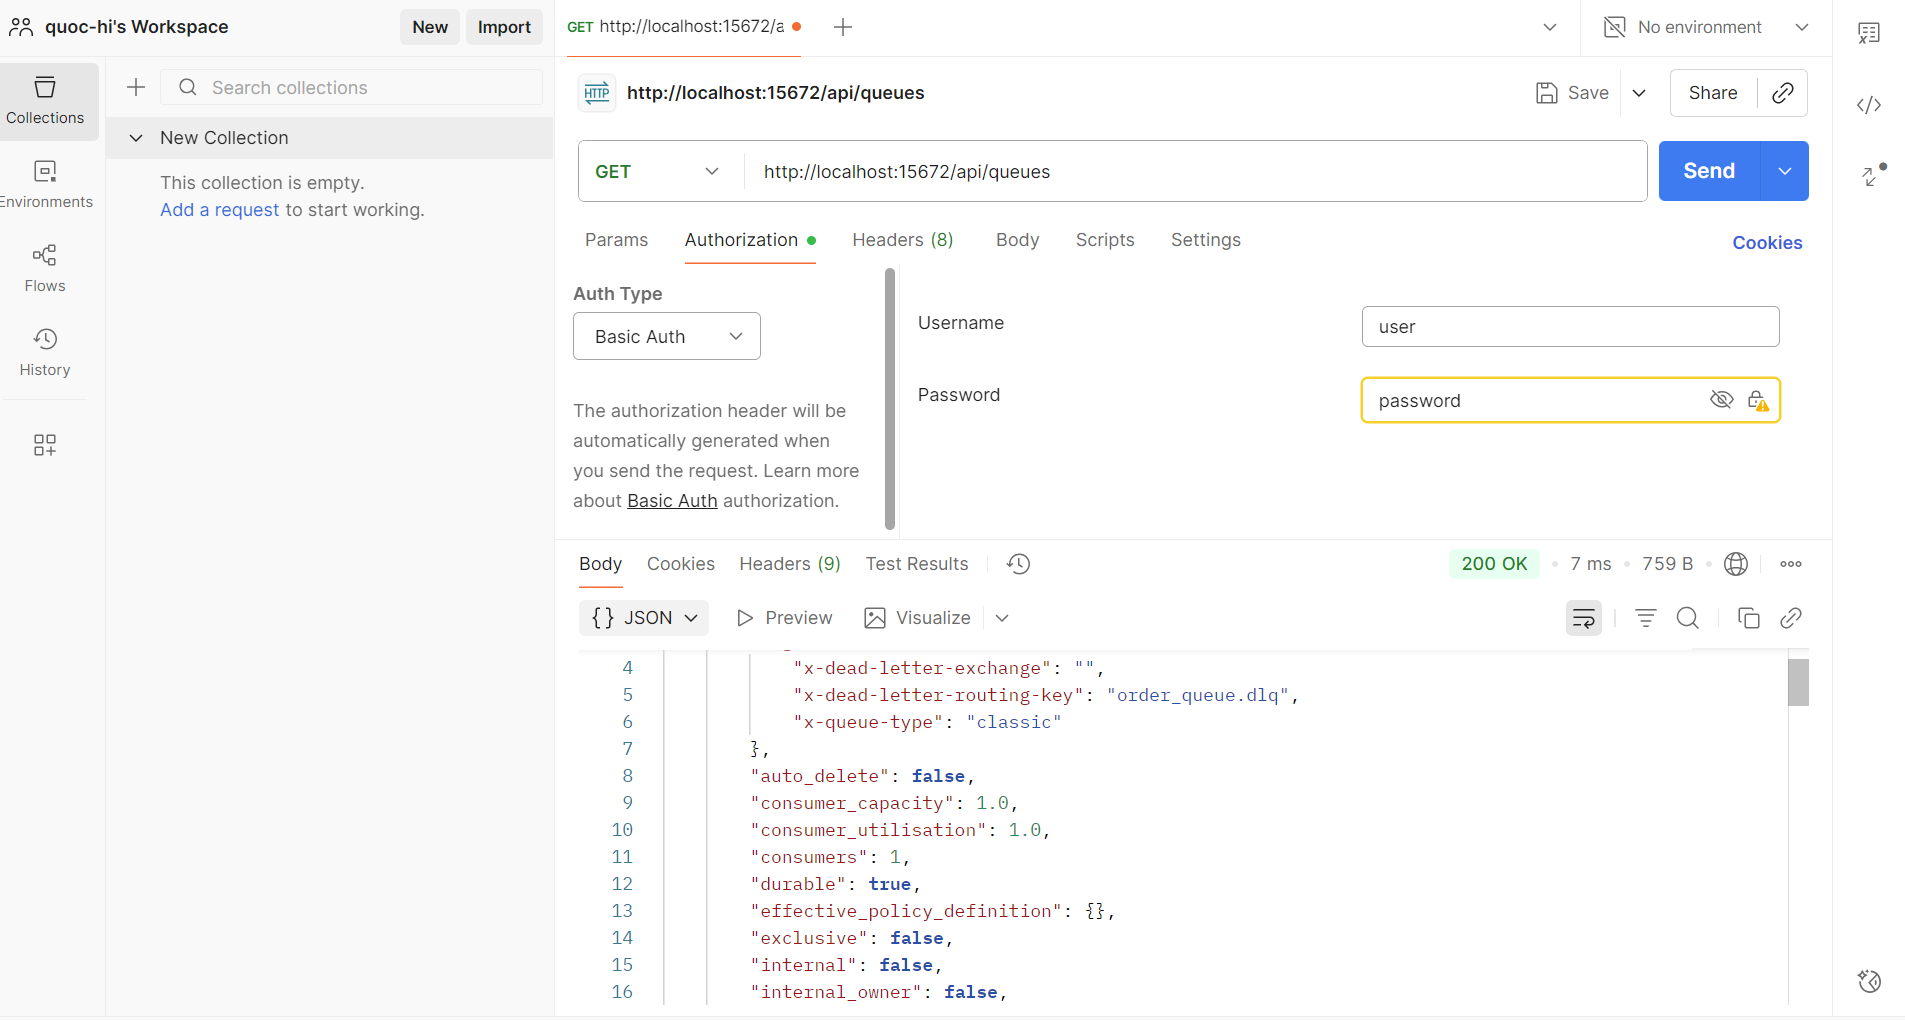 quoc-hi's Workspace
New
Import
GET http://localhost:15672/a
No environment
Collections
Environments
Flows
History
Search collections
New Collection
This collection is empty.
Add a request to start working.
HTTP
http://localhost:15672/api/queues
Save
Share
GET
http://localhost:15672/api/queues
Send
Params
Authorization
Headers (8)
Body
Scripts
Settings
Cookies
Auth Type
Basic Auth
The authorization header will be
automatically generated when
you send the request. Learn more
about Basic Auth authorization.
Username
user
Password
password
Body
Cookies
Headers (9)
Test Results
200 OK
7 ms
759 B
{} JSON
Preview
Visualize
4 "x-dead-letter-exchange": "",
5 "x-dead-letter-routing-key": "order_queue.dlq",
6 "x-queue-type": "classic"
7 },
8 "auto_delete": false,
9 "consumer_capacity": 1.0,
10 "consumer_utilisation": 1.0,
11 "consumers": 1,
12 "durable": true,
13 "effective_policy_definition": {},
14 "exclusive": false,
15 "internal": false,
16 "internal_owner": false,